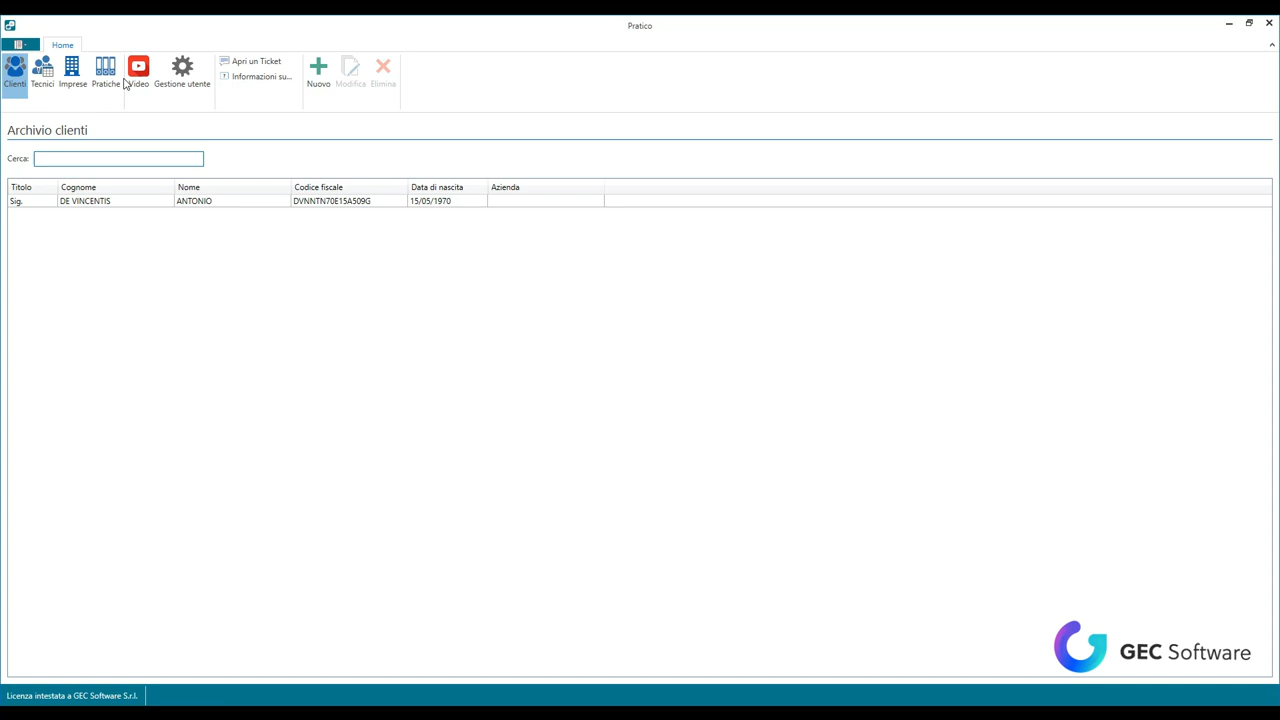 Pratico
Home
Clienti Tecnici Imprese Pratiche Video Gestione utente
Apri un Ticket
Informazioni su...
Nuovo Modifica Elimina
Archivio clienti
Cerca:
Titolo Cognome Nome Codice fiscale Data di nascita Azienda
Sig. DE VINCENTIS ANTONIO DVNNTN70E15A509G 15/05/1970
GEC Software
Licenza intestata a GEC Software S.r.l.